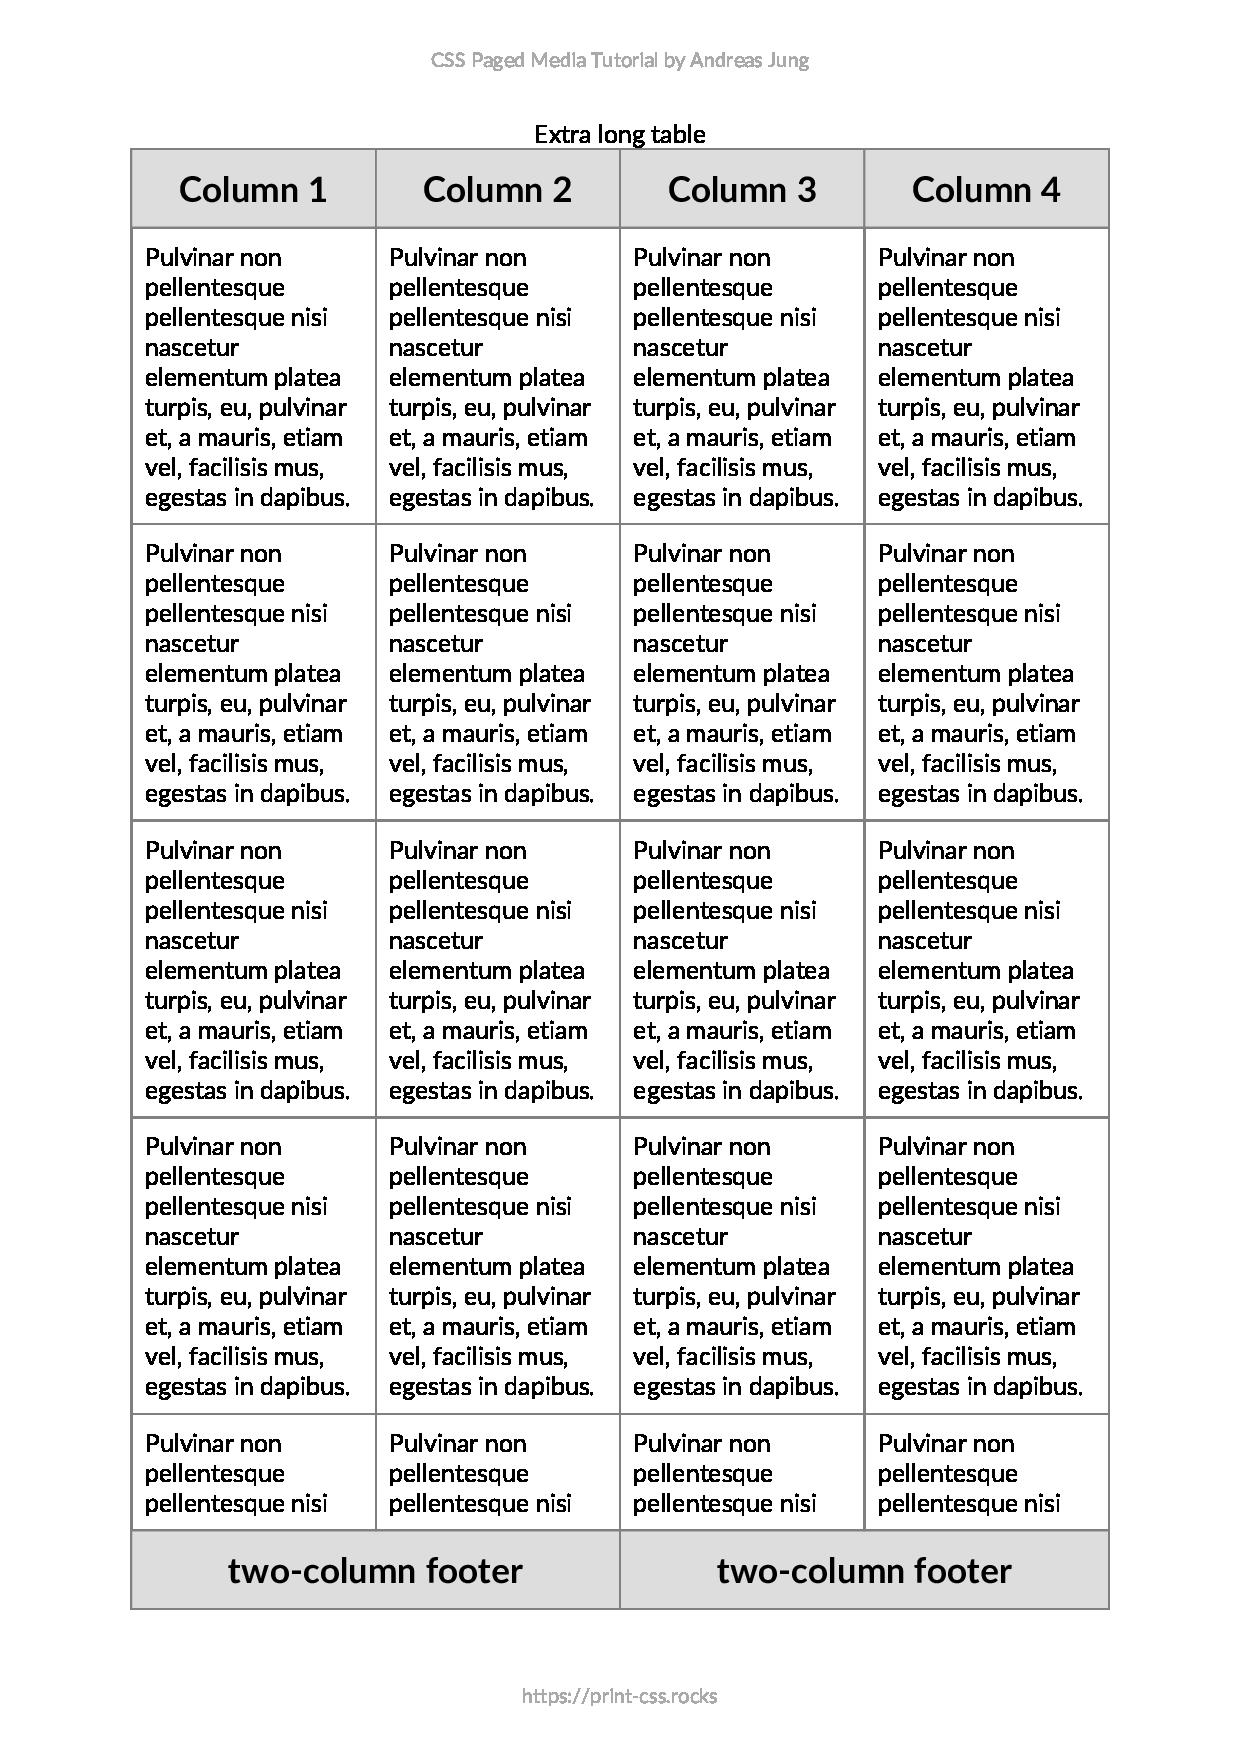 CSS Paged Media Tutorial by Andreas Jung
Extra long table
Column 1 Column 2 Column 3 Column 4
Pulvinar non Pulvinar non Pulvinar non Pulvinar non
pellentesque pellentesque pellentesque pellentesque
pellentesque nisi pellentesque nisi pellentesque nisi pellentesque nisi
nascetur nascetur nascetur nascetur
elementum platea elementum platea elementum platea elementum platea
turpis, eu, pulvinar turpis, eu, pulvinar turpis, eu, pulvinar turpis, eu, pulvinar
et, a mauris, etiam et, a mauris, etiam et, a mauris, etiam et, a mauris, etiam
vel, facilisis mus, vel, facilisis mus, vel, facilisis mus, vel, facilisis mus,
egestas in dapibus. egestas in dapibus. egestas in dapibus. egestas in dapibus.
Pulvinar non Pulvinar non Pulvinar non Pulvinar non
pellentesque pellentesque pellentesque pellentesque
pellentesque nisi pellentesque nisi pellentesque nisi pellentesque nisi
nascetur nascetur nascetur nascetur
elementum platea elementum platea elementum platea elementum platea
turpis, eu, pulvinar turpis, eu, pulvinar turpis, eu, pulvinar turpis, eu, pulvinar
et, a mauris, etiam et, a mauris, etiam et, a mauris, etiam et, a mauris, etiam
vel, facilisis mus, vel, facilisis mus, vel, facilisis mus, vel, facilisis mus,
egestas in dapibus. egestas in dapibus. egestas in dapibus. egestas in dapibus.
Pulvinar non Pulvinar non Pulvinar non Pulvinar non
pellentesque pellentesque pellentesque pellentesque
pellentesque nisi pellentesque nisi pellentesque nisi pellentesque nisi
nascetur nascetur nascetur nascetur
elementum platea elementum platea elementum platea elementum platea
turpis, eu, pulvinar turpis, eu, pulvinar turpis, eu, pulvinar turpis, eu, pulvinar
et, a mauris, etiam et, a mauris, etiam et, a mauris, etiam et, a mauris, etiam
vel, facilisis mus, vel, facilisis mus, vel, facilisis mus, vel, facilisis mus,
egestas in dapibus. egestas in dapibus. egestas in dapibus. egestas in dapibus.
Pulvinar non Pulvinar non Pulvinar non Pulvinar non
pellentesque pellentesque pellentesque pellentesque
pellentesque nisi pellentesque nisi pellentesque nisi pellentesque nisi
nascetur nascetur nascetur nascetur
elementum platea elementum platea elementum platea elementum platea
turpis, eu, pulvinar turpis, eu, pulvinar turpis, eu, pulvinar turpis, eu, pulvinar
et, a mauris, etiam et, a mauris, etiam et, a mauris, etiam et, a mauris, etiam
vel, facilisis mus, vel, facilisis mus, vel, facilisis mus, vel, facilisis mus,
egestas in dapibus. egestas in dapibus. egestas in dapibus. egestas in dapibus.
Pulvinar non Pulvinar non Pulvinar non Pulvinar non
pellentesque pellentesque pellentesque pellentesque
pellentesque nisi pellentesque nisi pellentesque nisi pellentesque nisi
two-column footer two-column footer
https://print-css.rocks